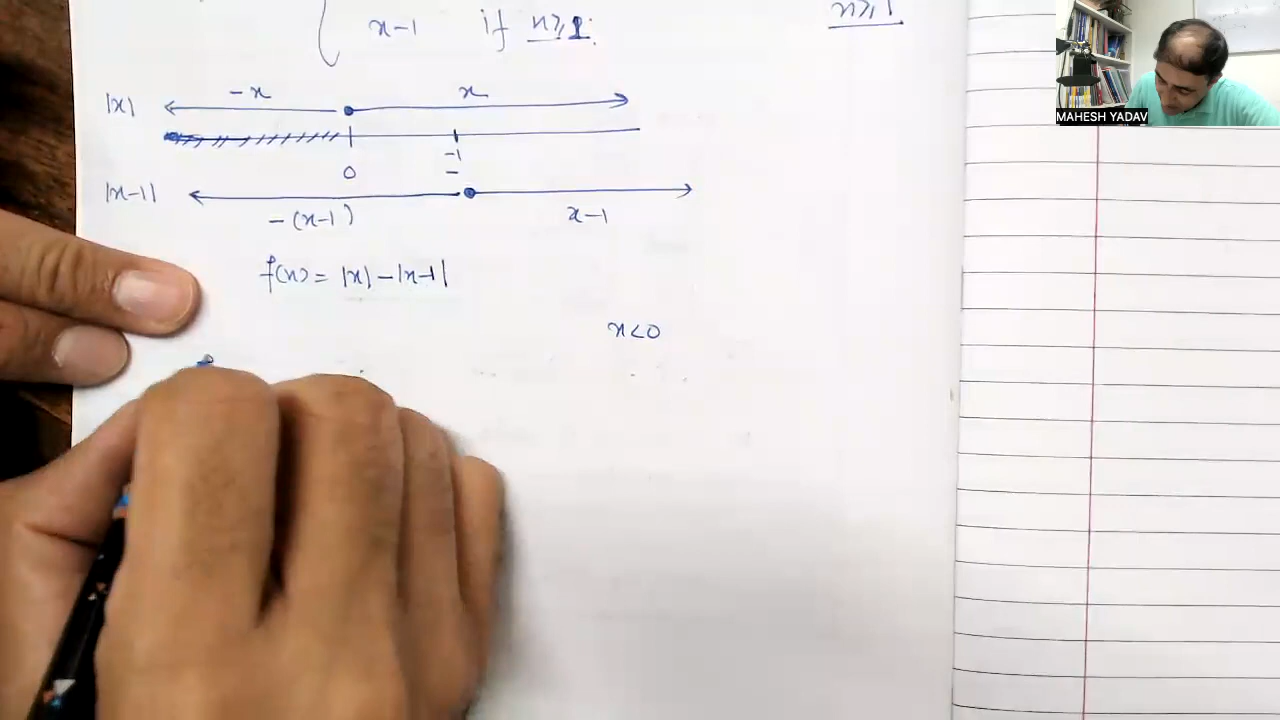 x-1 if x≥1.
x≥1
MAHESH YADAV
-x x
|x|
0 1
|x-1|
-(x-1) x-1
f(x) = |x| - |x-1|
x<0